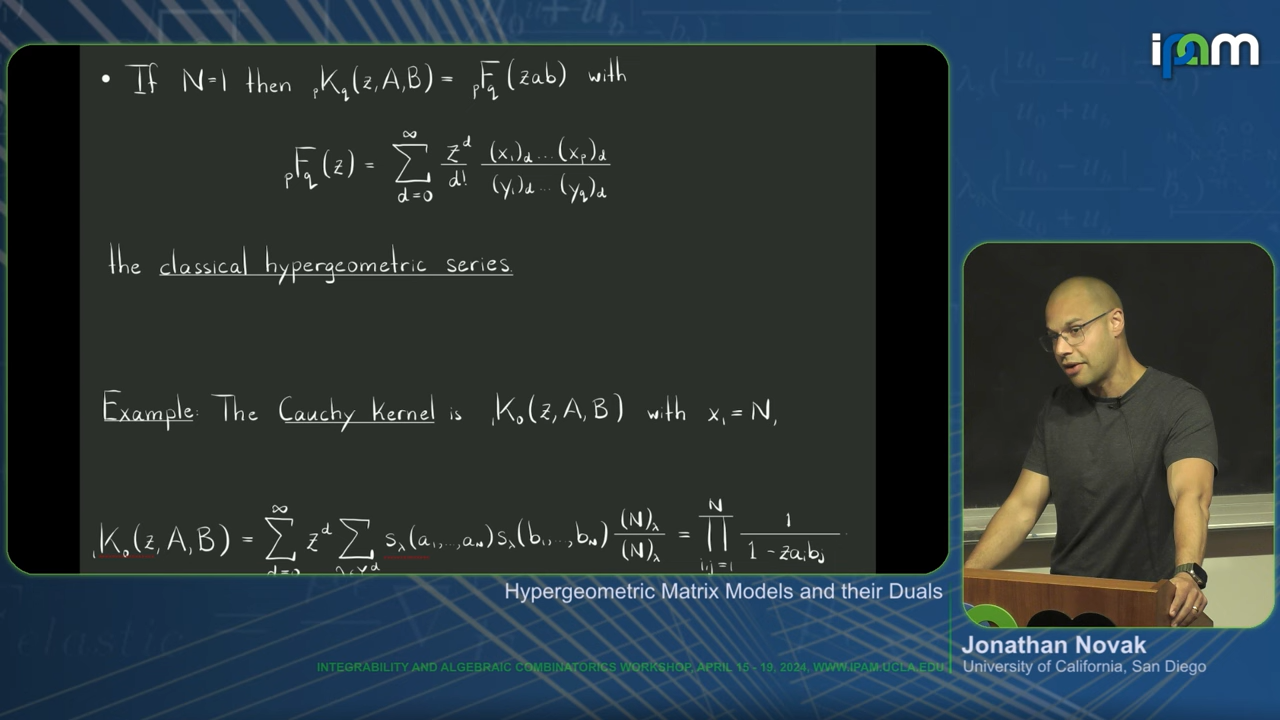 ipam
• If N=1 then ₚK_q(z,A,B) = ₚF_q(zab) with
ₚF_q(z) = ∑_{d=0}^{∞} z^d/d! (x₁)_d...(xₚ)_d / (y₁)_d...(y_q)_d
the classical hypergeometric series.
Example: The Cauchy Kernel is ₁K₀(z,A,B) with x₁=N,
₁K₀(z,A,B) = ∑_{d=0}^{∞} z^d ∑_{λ∈Y^d} s_λ(a₁,...,a_N) s_λ(b₁,...,b_N) (N)_λ/(N)_λ = ∏_{i,j=1}^{N} 1/(1-za_ib_j)
Hypergeometric Matrix Models and their Duals
Jonathan Novak
University of California, San Diego
INTEGRABILITY AND ALGEBRAIC COMBINATORICS WORKSHOP, APRIL 15 - 19, 2024, WWW.IPAM.UCLA.EDU